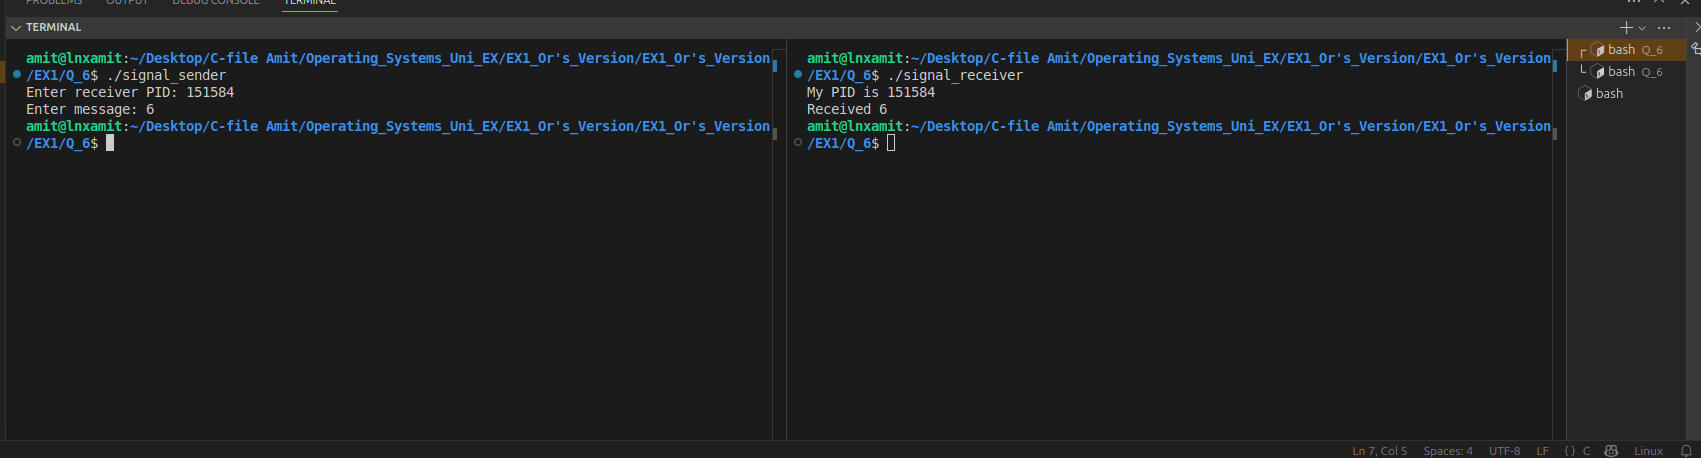 PROBLEMS OUTPUT DEBUG CONSOLE TERMINAL
TERMINAL
amit@lnxamit:~/Desktop/C-file Amit/Operating_Systems_Uni_EX/EX1_Or's_Version/EX1_Or's_Version
/EX1/Q_6$ ./signal_sender
Enter receiver PID: 151584
Enter message: 6
amit@lnxamit:~/Desktop/C-file Amit/Operating_Systems_Uni_EX/EX1_Or's_Version/EX1_Or's_Version
/EX1/Q_6$
amit@lnxamit:~/Desktop/C-file Amit/Operating_Systems_Uni_EX/EX1_Or's_Version/EX1_Or's_Version
/EX1/Q_6$ ./signal_receiver
My PID is 151584
Received 6
amit@lnxamit:~/Desktop/C-file Amit/Operating_Systems_Uni_EX/EX1_Or's_Version/EX1_Or's_Version
/EX1/Q_6$
bash Q_6
bash Q_6
bash
Ln 7, Col 5 Spaces: 4 UTF-8 LF {} C Linux